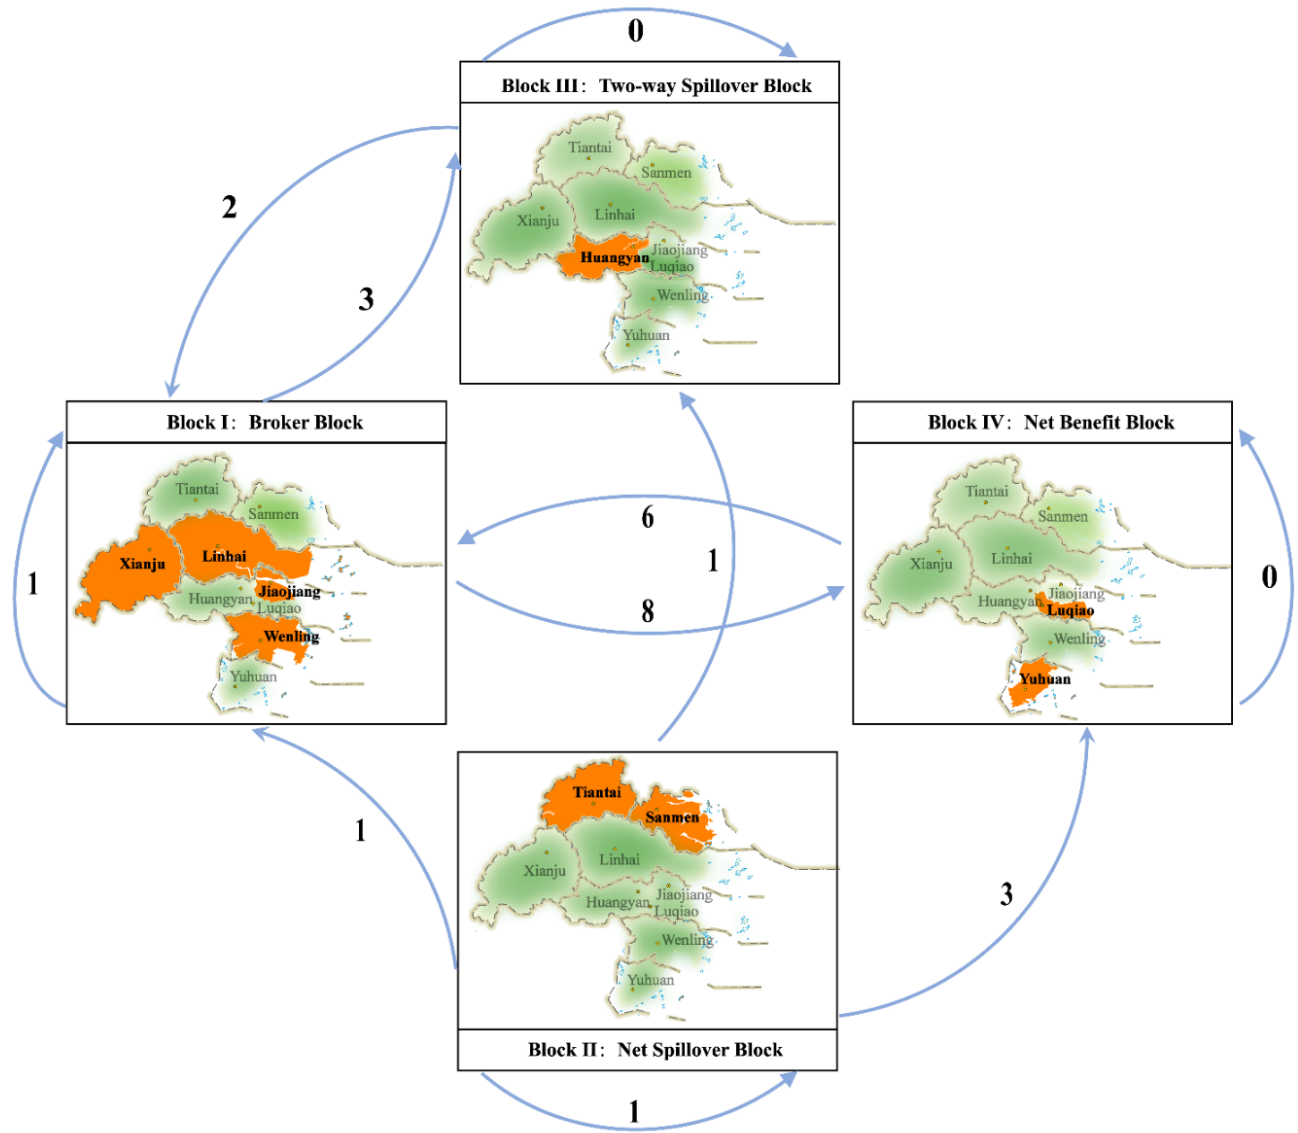 0
Block III: Two-way Spillover Block
Tiantai
Sanmen
Xianju
Linhai
Jiaojiang
Huangyan
Luqiao
Wenling
Yuhuan
2
3
Block I: Broker Block
Tiantai
Sanmen
Xianju
Linhai
Jiaojiang
Huangyan
Luqiao
Wenling
Yuhuan
1
6
1
8
Block IV: Net Benefit Block
Tiantai
Sanmen
Xianju
Linhai
Jiaojiang
Huangyan
Luqiao
Wenling
Yuhuan
0
Tiantai
Sanmen
Linhai
Xianju
Jiaojiang
Huangyan
Luqiao
Wenling
Yuhuan
Block II: Net Spillover Block
1
3
1